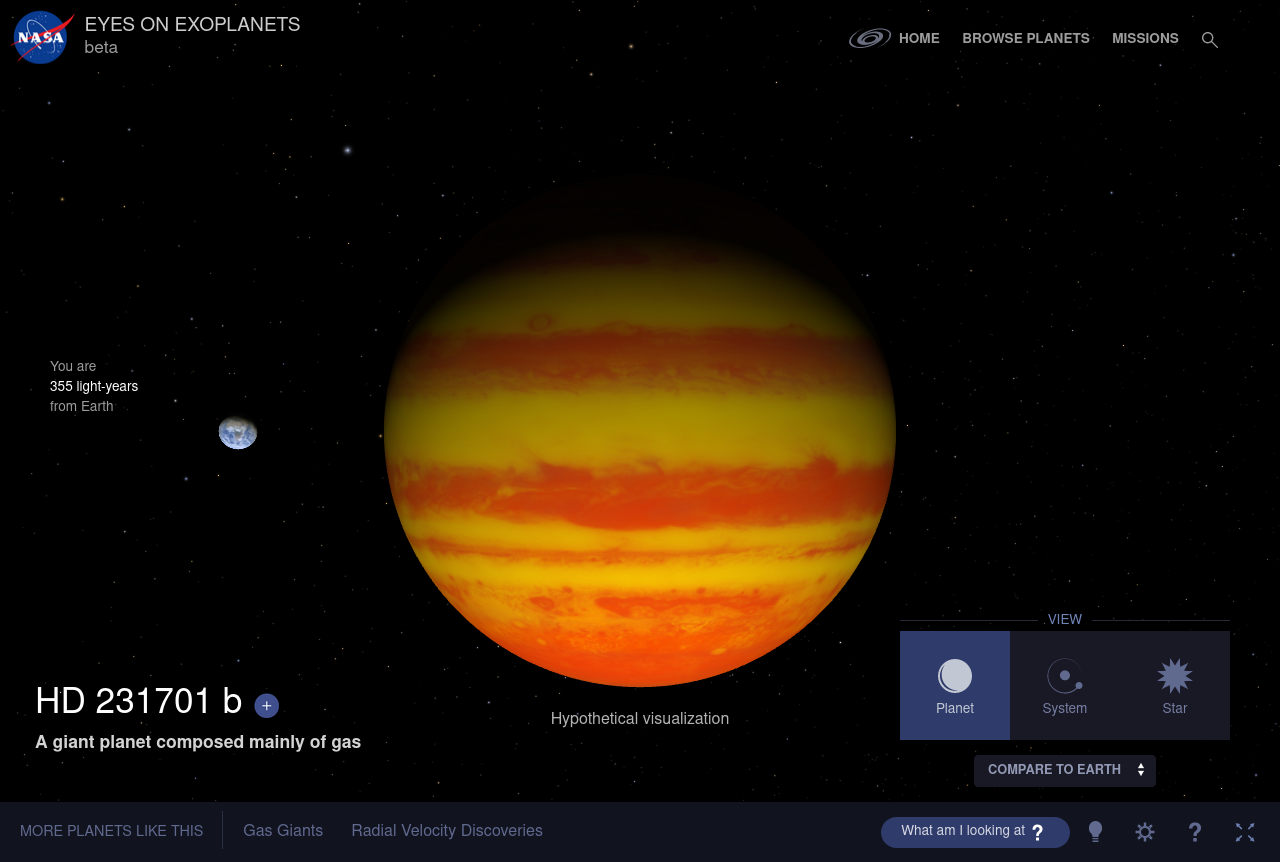 NASA
EYES ON EXOPLANETS
beta
HOME
BROWSE PLANETS
MISSIONS
You are
355 light-years
from Earth
HD 231701 b +
A giant planet composed mainly of gas
Hypothetical visualization
VIEW
Planet
System
Star
COMPARE TO EARTH
MORE PLANETS LIKE THIS
Gas Giants
Radial Velocity Discoveries
What am I looking at ?
?